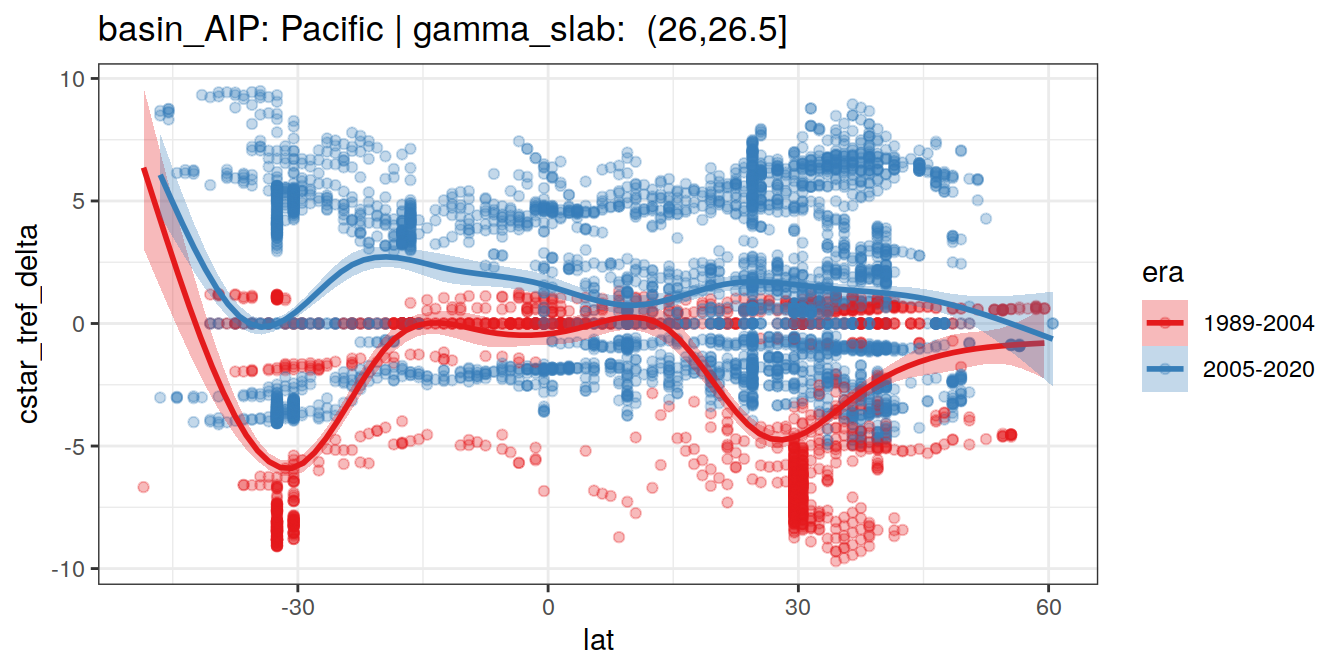 basin_AIP: Pacific | gamma_slab:  (26,26.5]
cstar_tref_delta
10
5
0
-5
-10
-30
0
30
60
lat
era
1989-2004
2005-2020